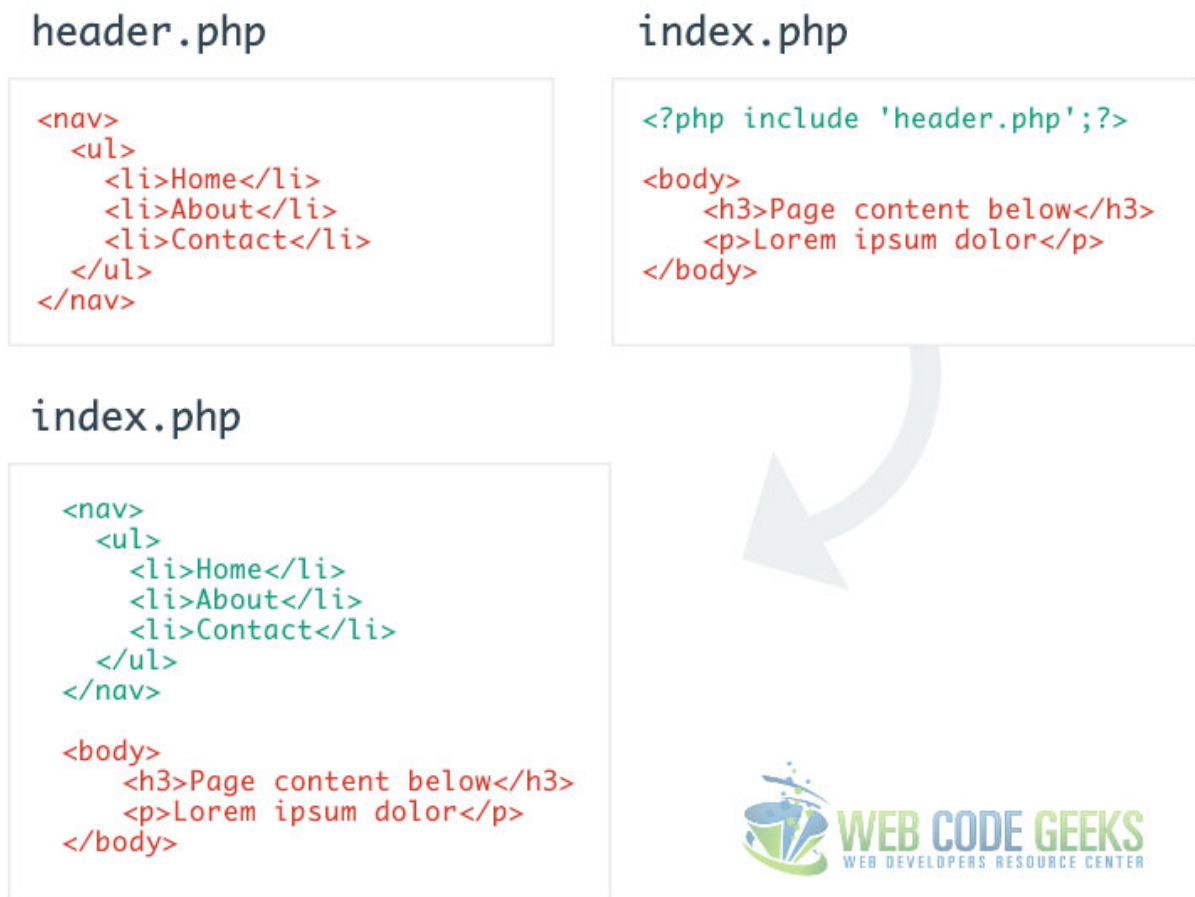 header.php
<nav>
  <ul>
    <li>Home</li>
    <li>About</li>
    <li>Contact</li>
  </ul>
</nav>
index.php
<?php include 'header.php';?>
<body>
    <h3>Page content below</h3>
    <p>Lorem ipsum dolor</p>
</body>
index.php
<nav>
  <ul>
    <li>Home</li>
    <li>About</li>
    <li>Contact</li>
  </ul>
</nav>
<body>
    <h3>Page content below</h3>
    <p>Lorem ipsum dolor</p>
</body>
WEB CODE GEEKS
WEB DEVELOPERS RESOURCE CENTER